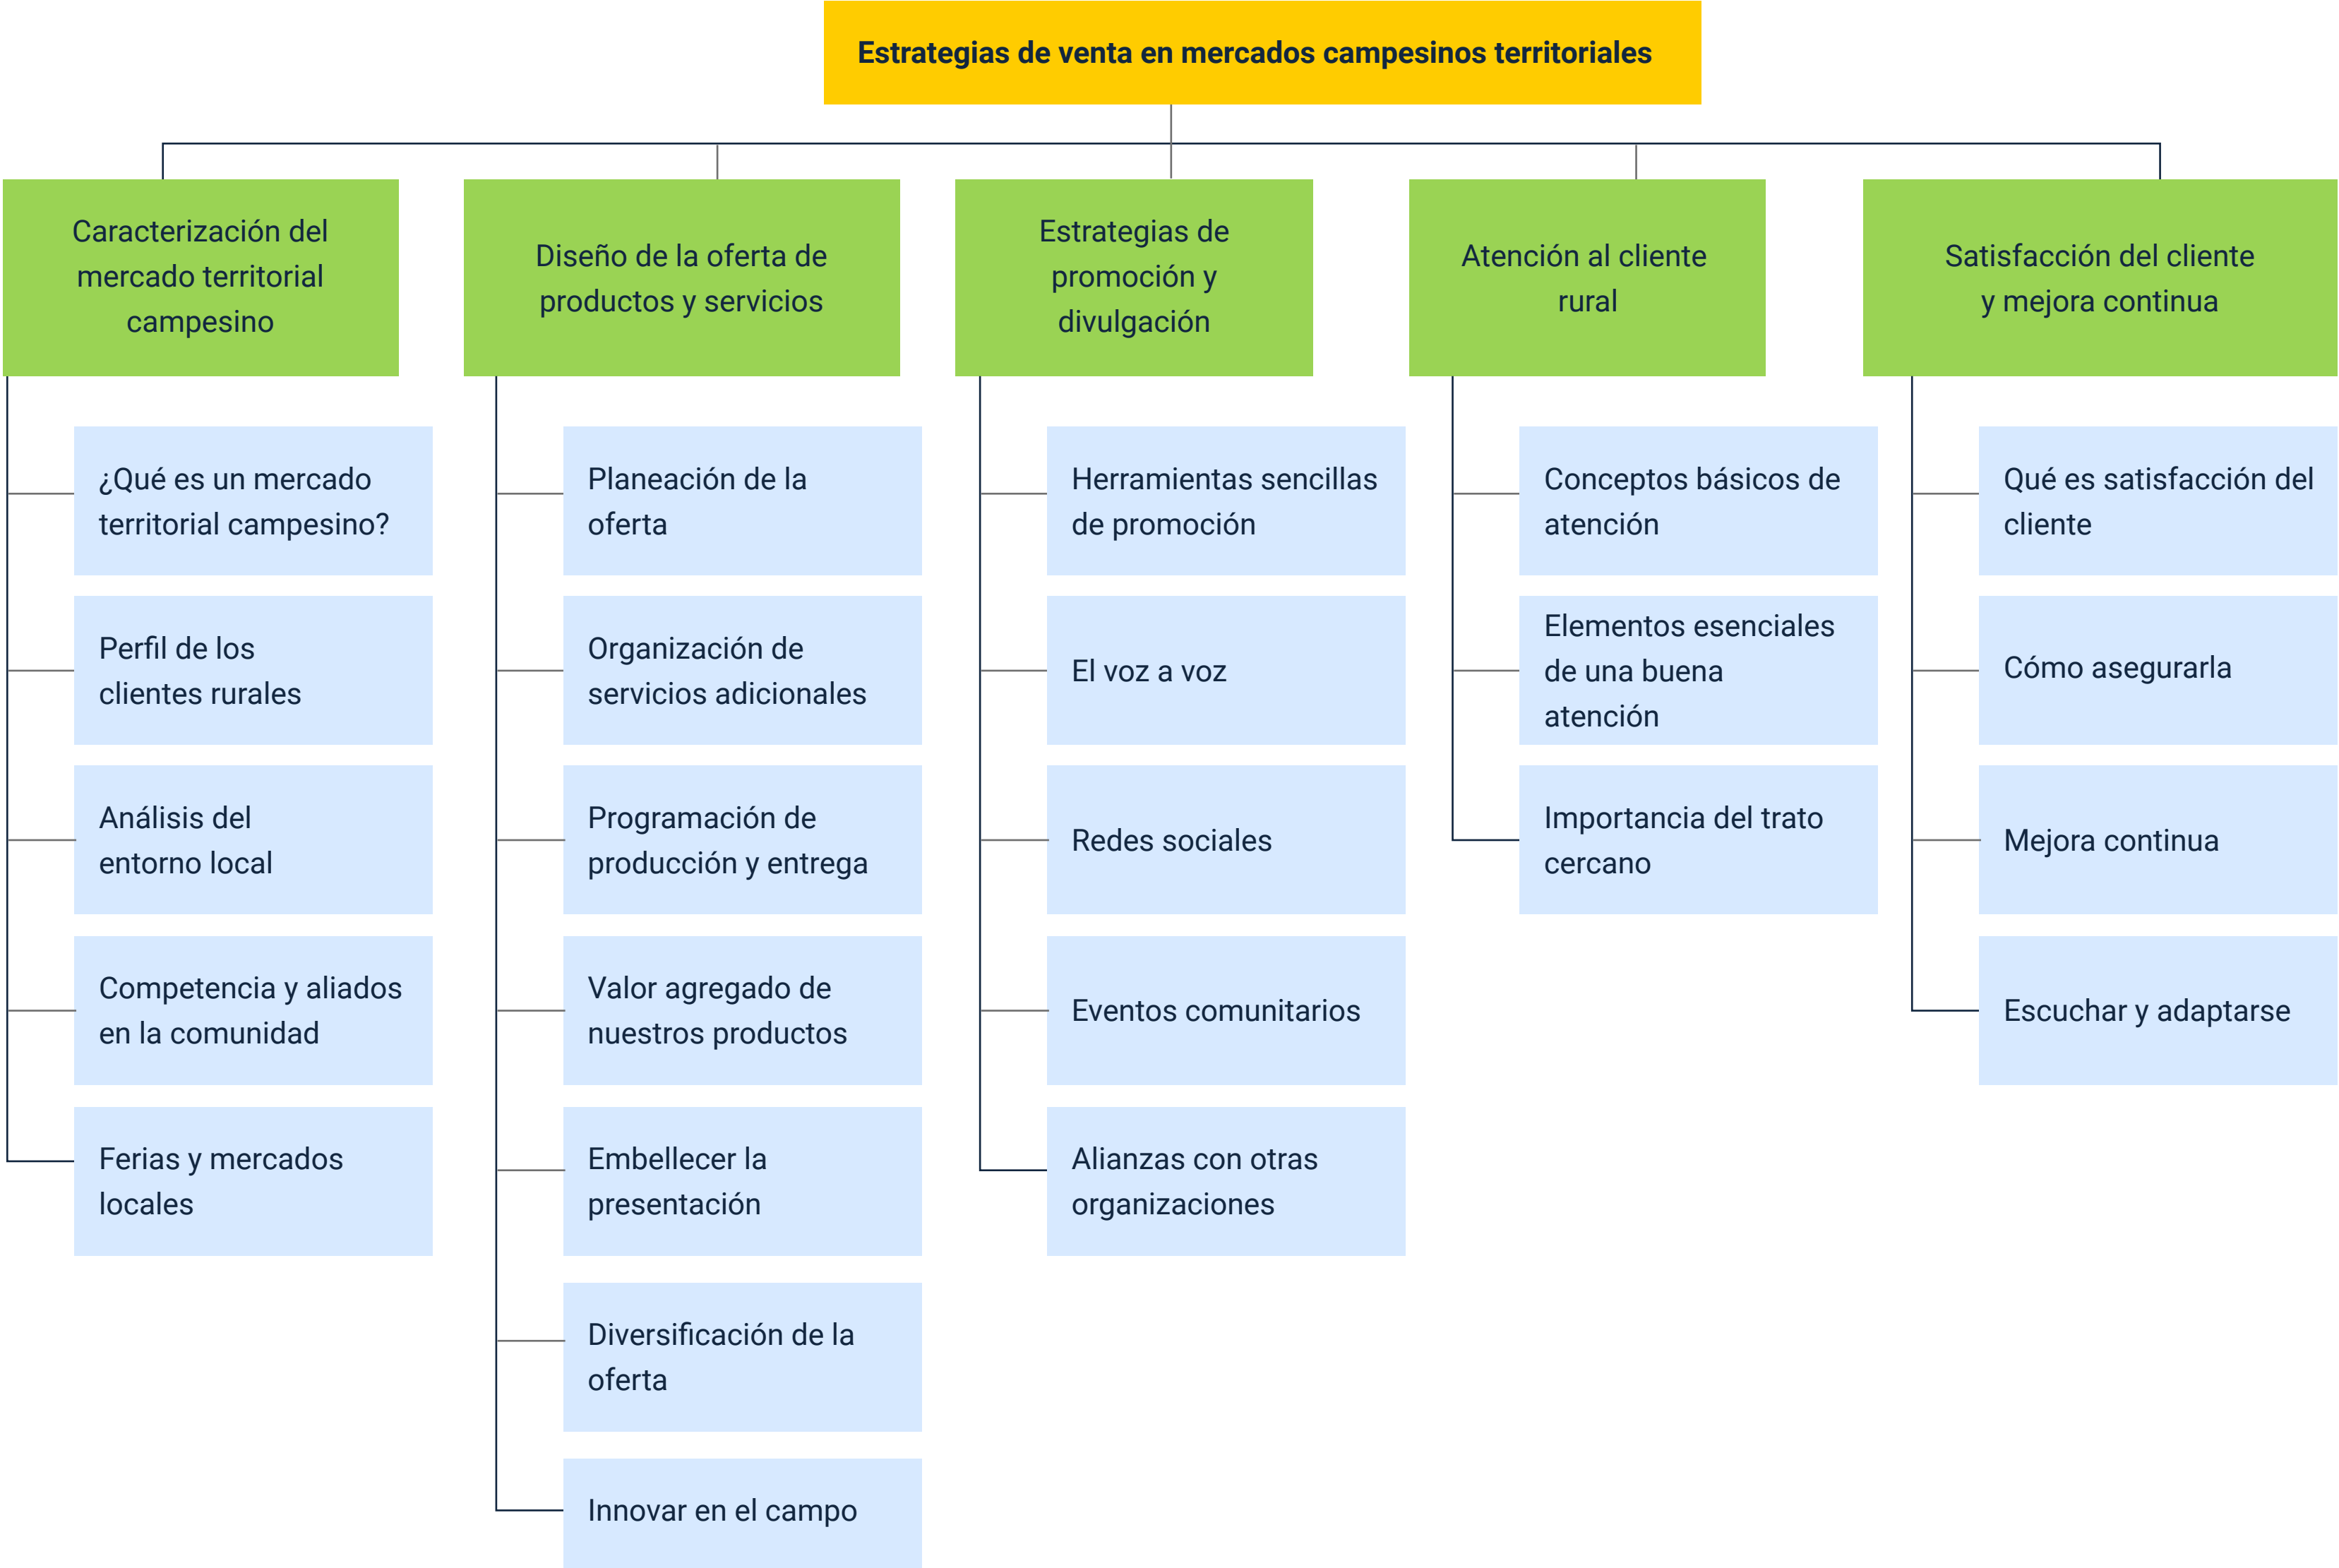 Estrategias de venta en mercados campesinos territoriales
Caracterización del
mercado territorial
campesino
Diseño de la oferta de
productos y servicios
Estrategias de
promoción y
divulgación
Atención al cliente
rural
Satisfacción del cliente
y mejora continua
¿Qué es un mercado
territorial campesino?
Perfil de los
clientes rurales
Análisis del
entorno local
Competencia y aliados
en la comunidad
Ferias y mercados
locales
Planeación de la
oferta
Organización de
servicios adicionales
Programación de
producción y entrega
Valor agregado de
nuestros productos
Embellecer la
presentación
Diversificación de la
oferta
Innovar en el campo
Herramientas sencillas
de promoción
El voz a voz
Redes sociales
Eventos comunitarios
Alianzas con otras
organizaciones
Conceptos básicos de
atención
Elementos esenciales
de una buena
atención
Importancia del trato
cercano
Qué es satisfacción del
cliente
Cómo asegurarla
Mejora continua
Escuchar y adaptarse